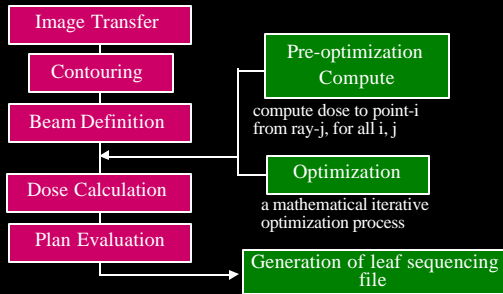 Image Transfer
Contouring
Beam Definition
Dose Calculation
Plan Evaluation
Pre-optimization
Compute
compute dose to point-i
from ray-j, for all i, j
Optimization
a mathematical iterative
optimization process
Generation of leaf sequencing
file